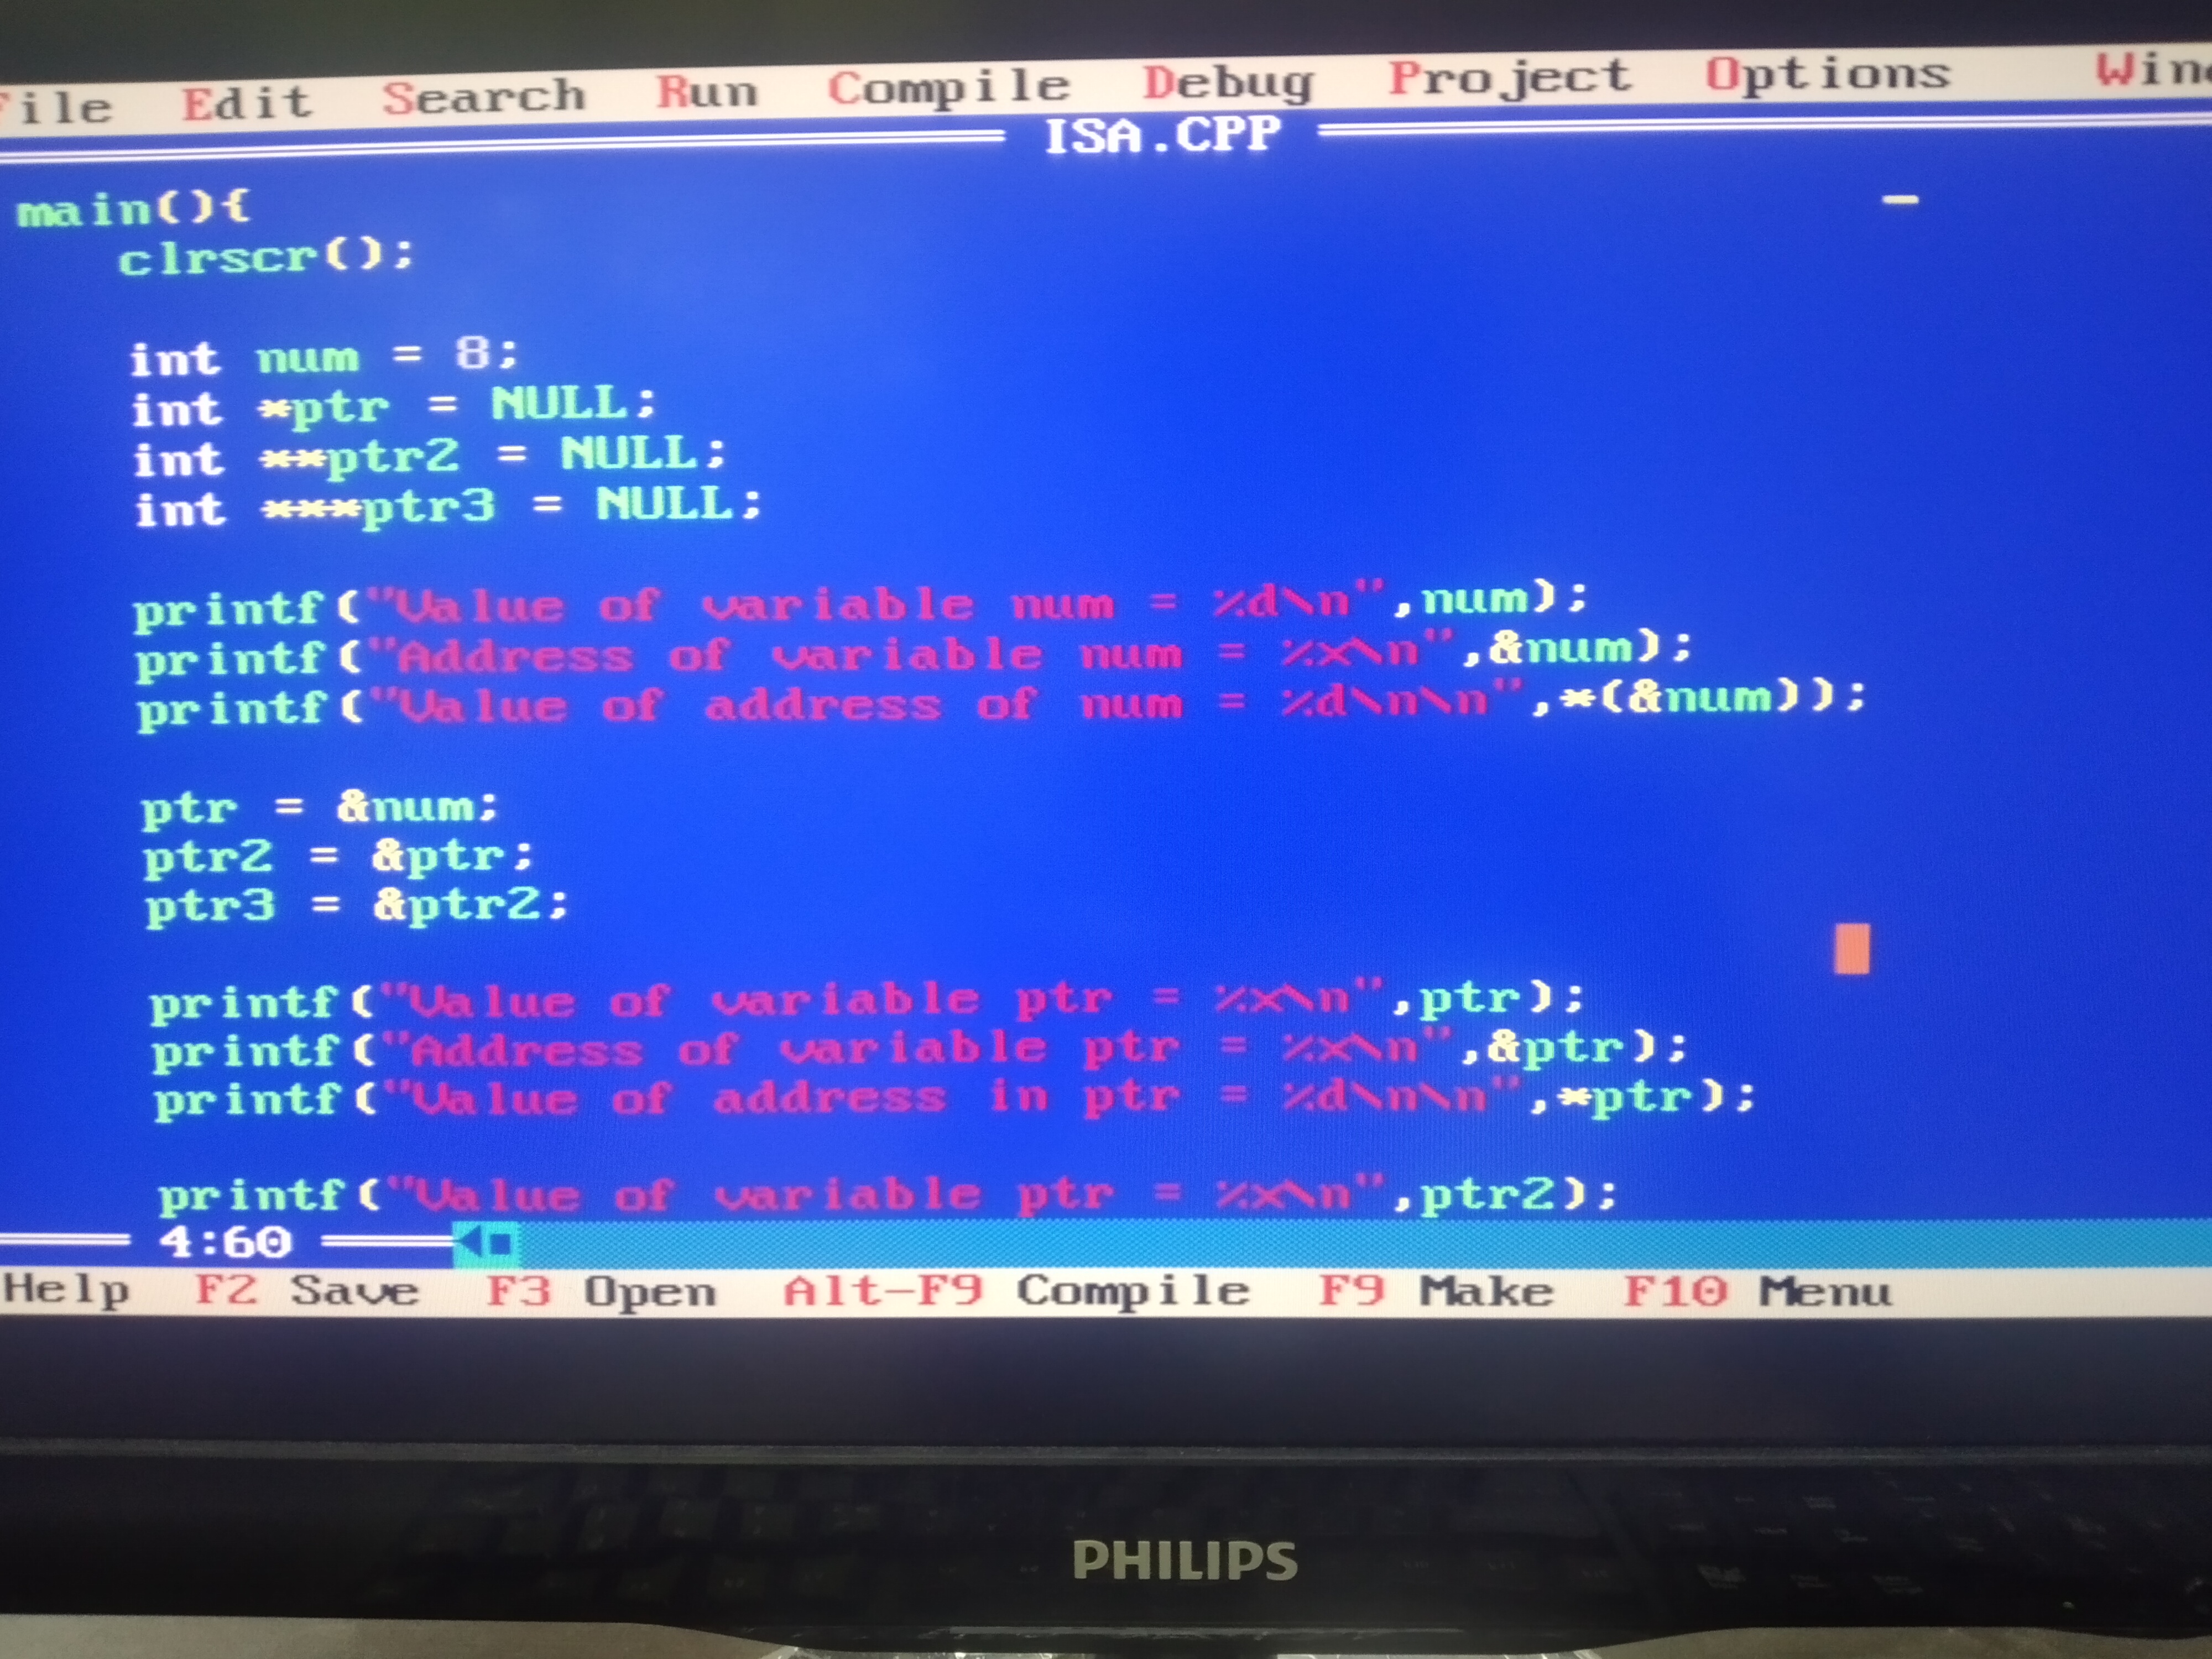 File Edit Search Run Compile Debug Project Options
ISA.CPP
main(){
clrscr();
int num = 8;
int *ptr = NULL;
int **ptr2 = NULL;
int ***ptr3 = NULL;
printf("Value of variable num = %d\n",num);
printf("Address of variable num = %x\n",&num);
printf("Value of address of num = %d\n\n",*(&num));
ptr = &num;
ptr2 = &ptr;
ptr3 = &ptr2;
printf("Value of variable ptr = %x\n",ptr);
printf("Address of variable ptr = %x\n",&ptr);
printf("Value of address in ptr = %d\n\n",*ptr);
printf("Value of variable ptr = %x\n",ptr2);
4:60
Help F2 Save F3 Open Alt-F9 Compile F9 Make F10 Menu
PHILIPS